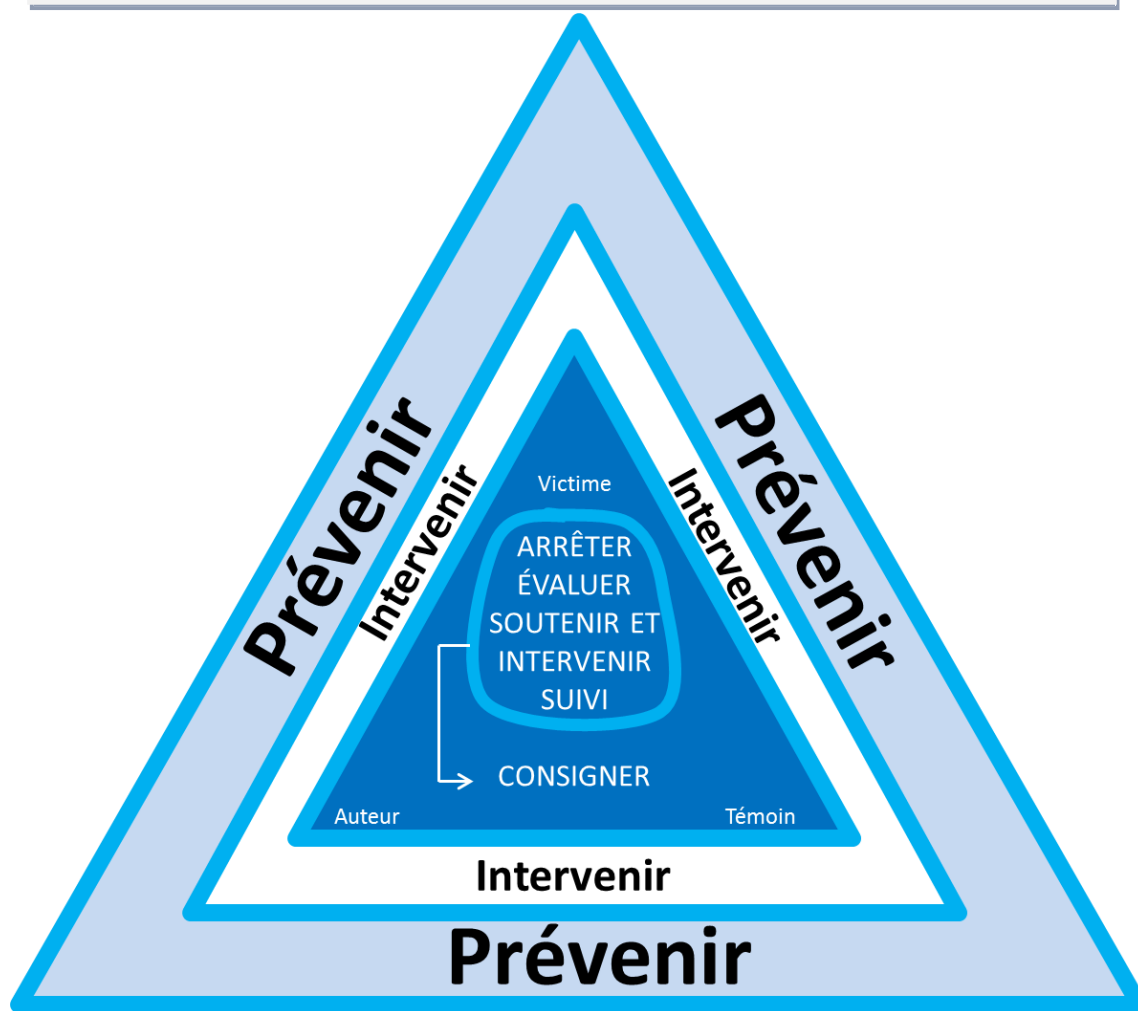 Prévenir
Prévenir
Intervenir
Intervenir
Victime
ARRÊTER
ÉVALUER
SOUTENIR ET
INTERVENIR
SUIVI
CONSIGNER
Auteur
Témoin
Intervenir
Prévenir